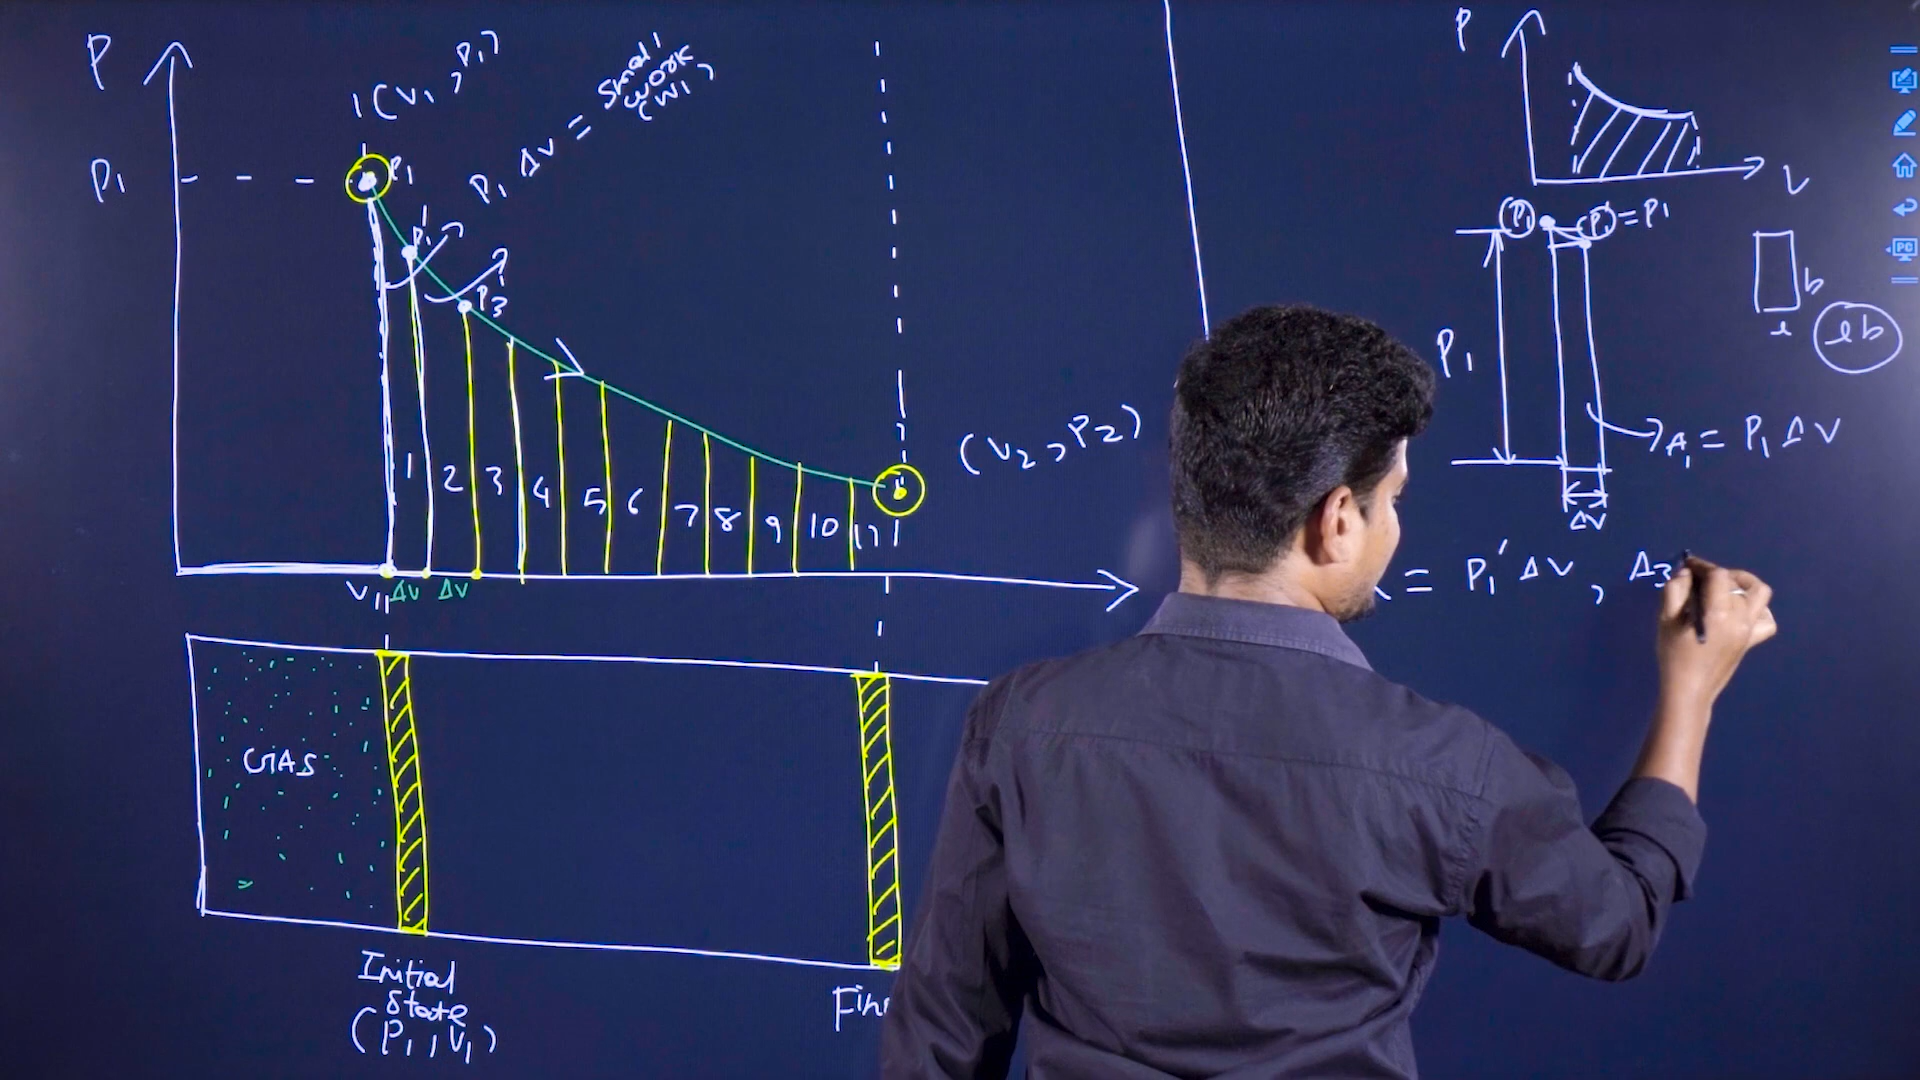 P
1 (V1, P1)
P1 ΔV = small work (W1)
P1
P1
P1'
P3
1 2 3 4 5 6 7 8 9 10 11
(V2, P2)
V1 ΔV ΔV
GAS
Initial
state
(P1, V1)
Fin
P
V
P1 P1' = P1
P1
b
l
lb
A1 = P1 ΔV
ΔV
= P1' ΔV, A3
PC